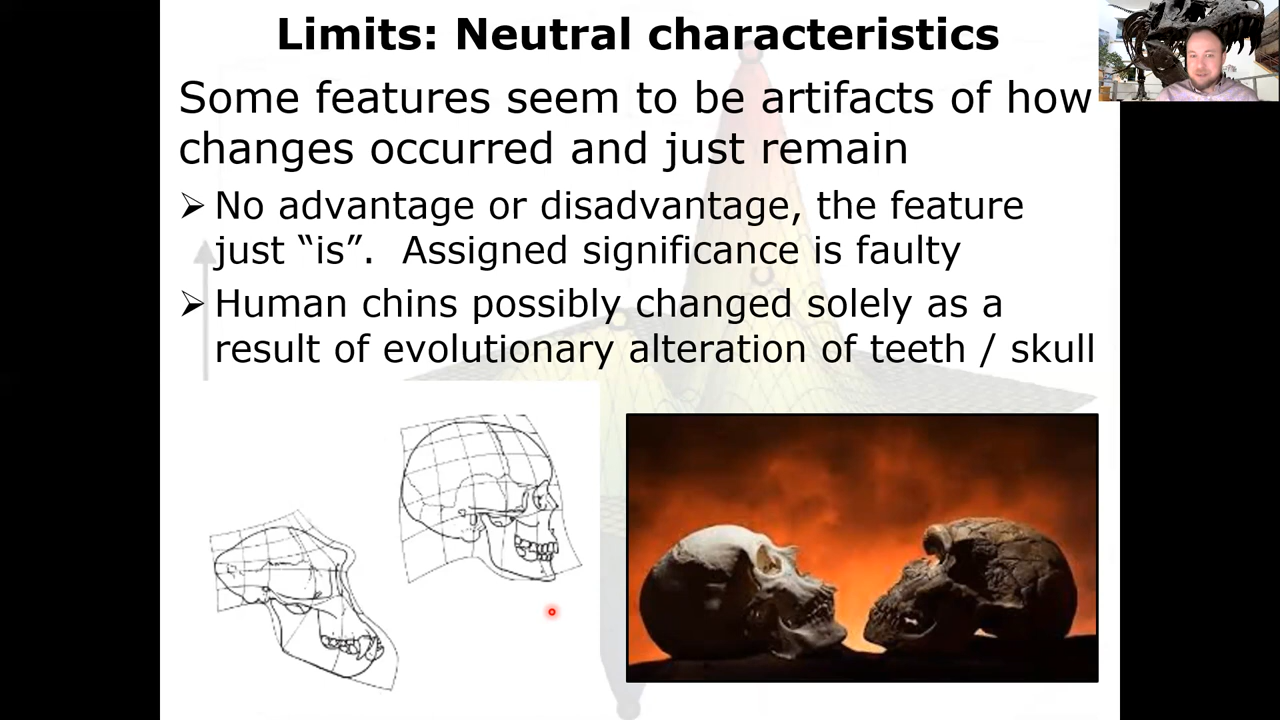 Limits: Neutral characteristics
Some features seem to be artifacts of how
changes occurred and just remain
➢ No advantage or disadvantage, the feature
just “is”.  Assigned significance is faulty
➢ Human chins possibly changed solely as a
result of evolutionary alteration of teeth / skull